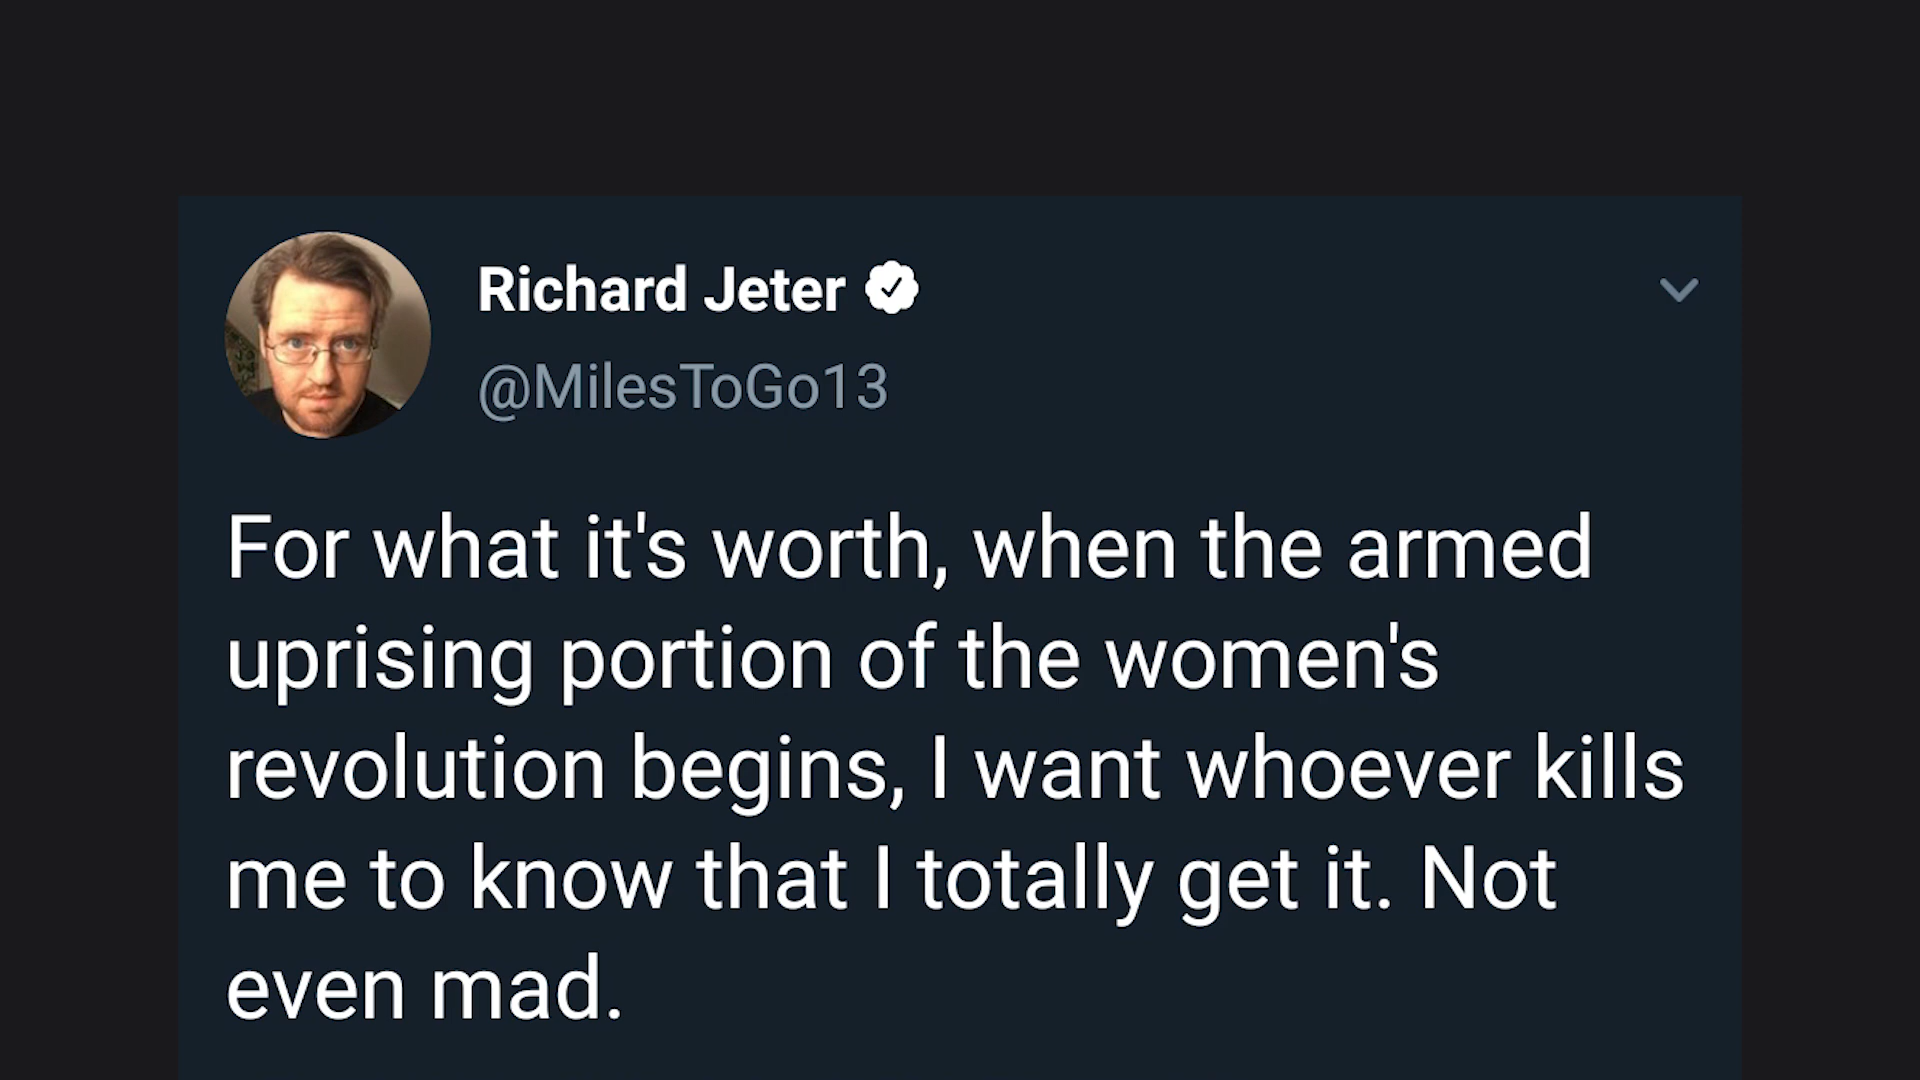 Richard Jeter
@MilesToGo13
For what it's worth, when the armed
uprising portion of the women's
revolution begins, I want whoever kills
me to know that I totally get it. Not
even mad.